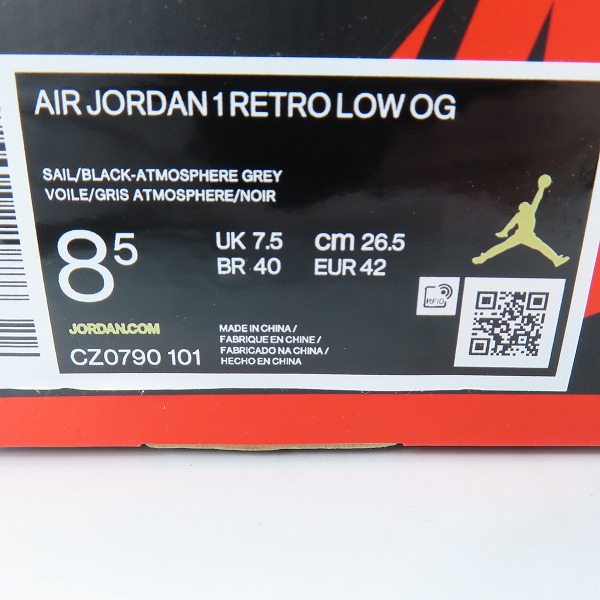 AIR JORDAN 1 RETRO LOW OG
SAIL/BLACK-ATMOSPHERE GREY
VOILE/GRIS ATMOSPHERE/NOIR
8 5
UK 7.5 cm 26.5
BR 40 EUR 42
RFID
JORDAN.COM
CZ0790 101
MADE IN CHINA /
FABRIQUE EN CHINE /
FABRICADO NA CHINA /
HECHO EN CHINA